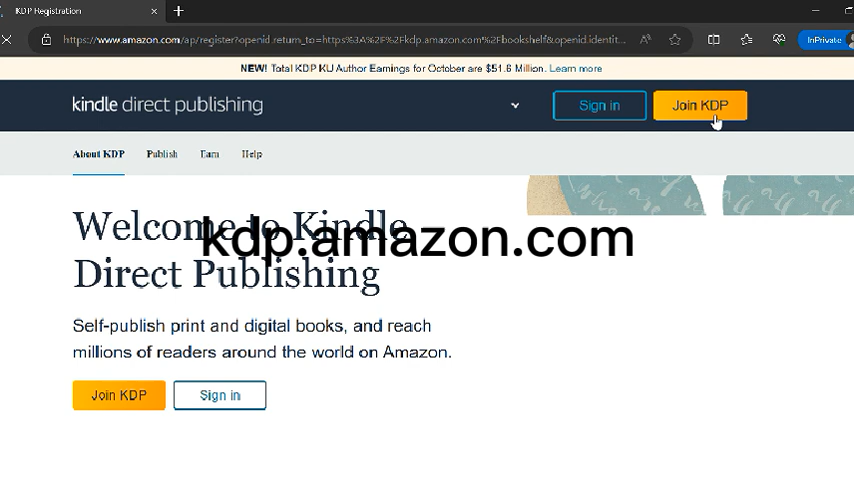 KDP Registration
https://www.amazon.com/ap/register?openid.return_to=https%3A%2F%2Fkdp.amazon.com%2Fbookshelf&openid.identit...
InPrivate
NEW! Total KDP KU Author Earnings for October are $51.6 Million. Learn more
kindle direct publishing
Sign in
Join KDP
About KDP Publish Earn Help
Welcome to Kindle
kdp.amazon.com
Direct Publishing
Self-publish print and digital books, and reach
millions of readers around the world on Amazon.
Join KDP
Sign in